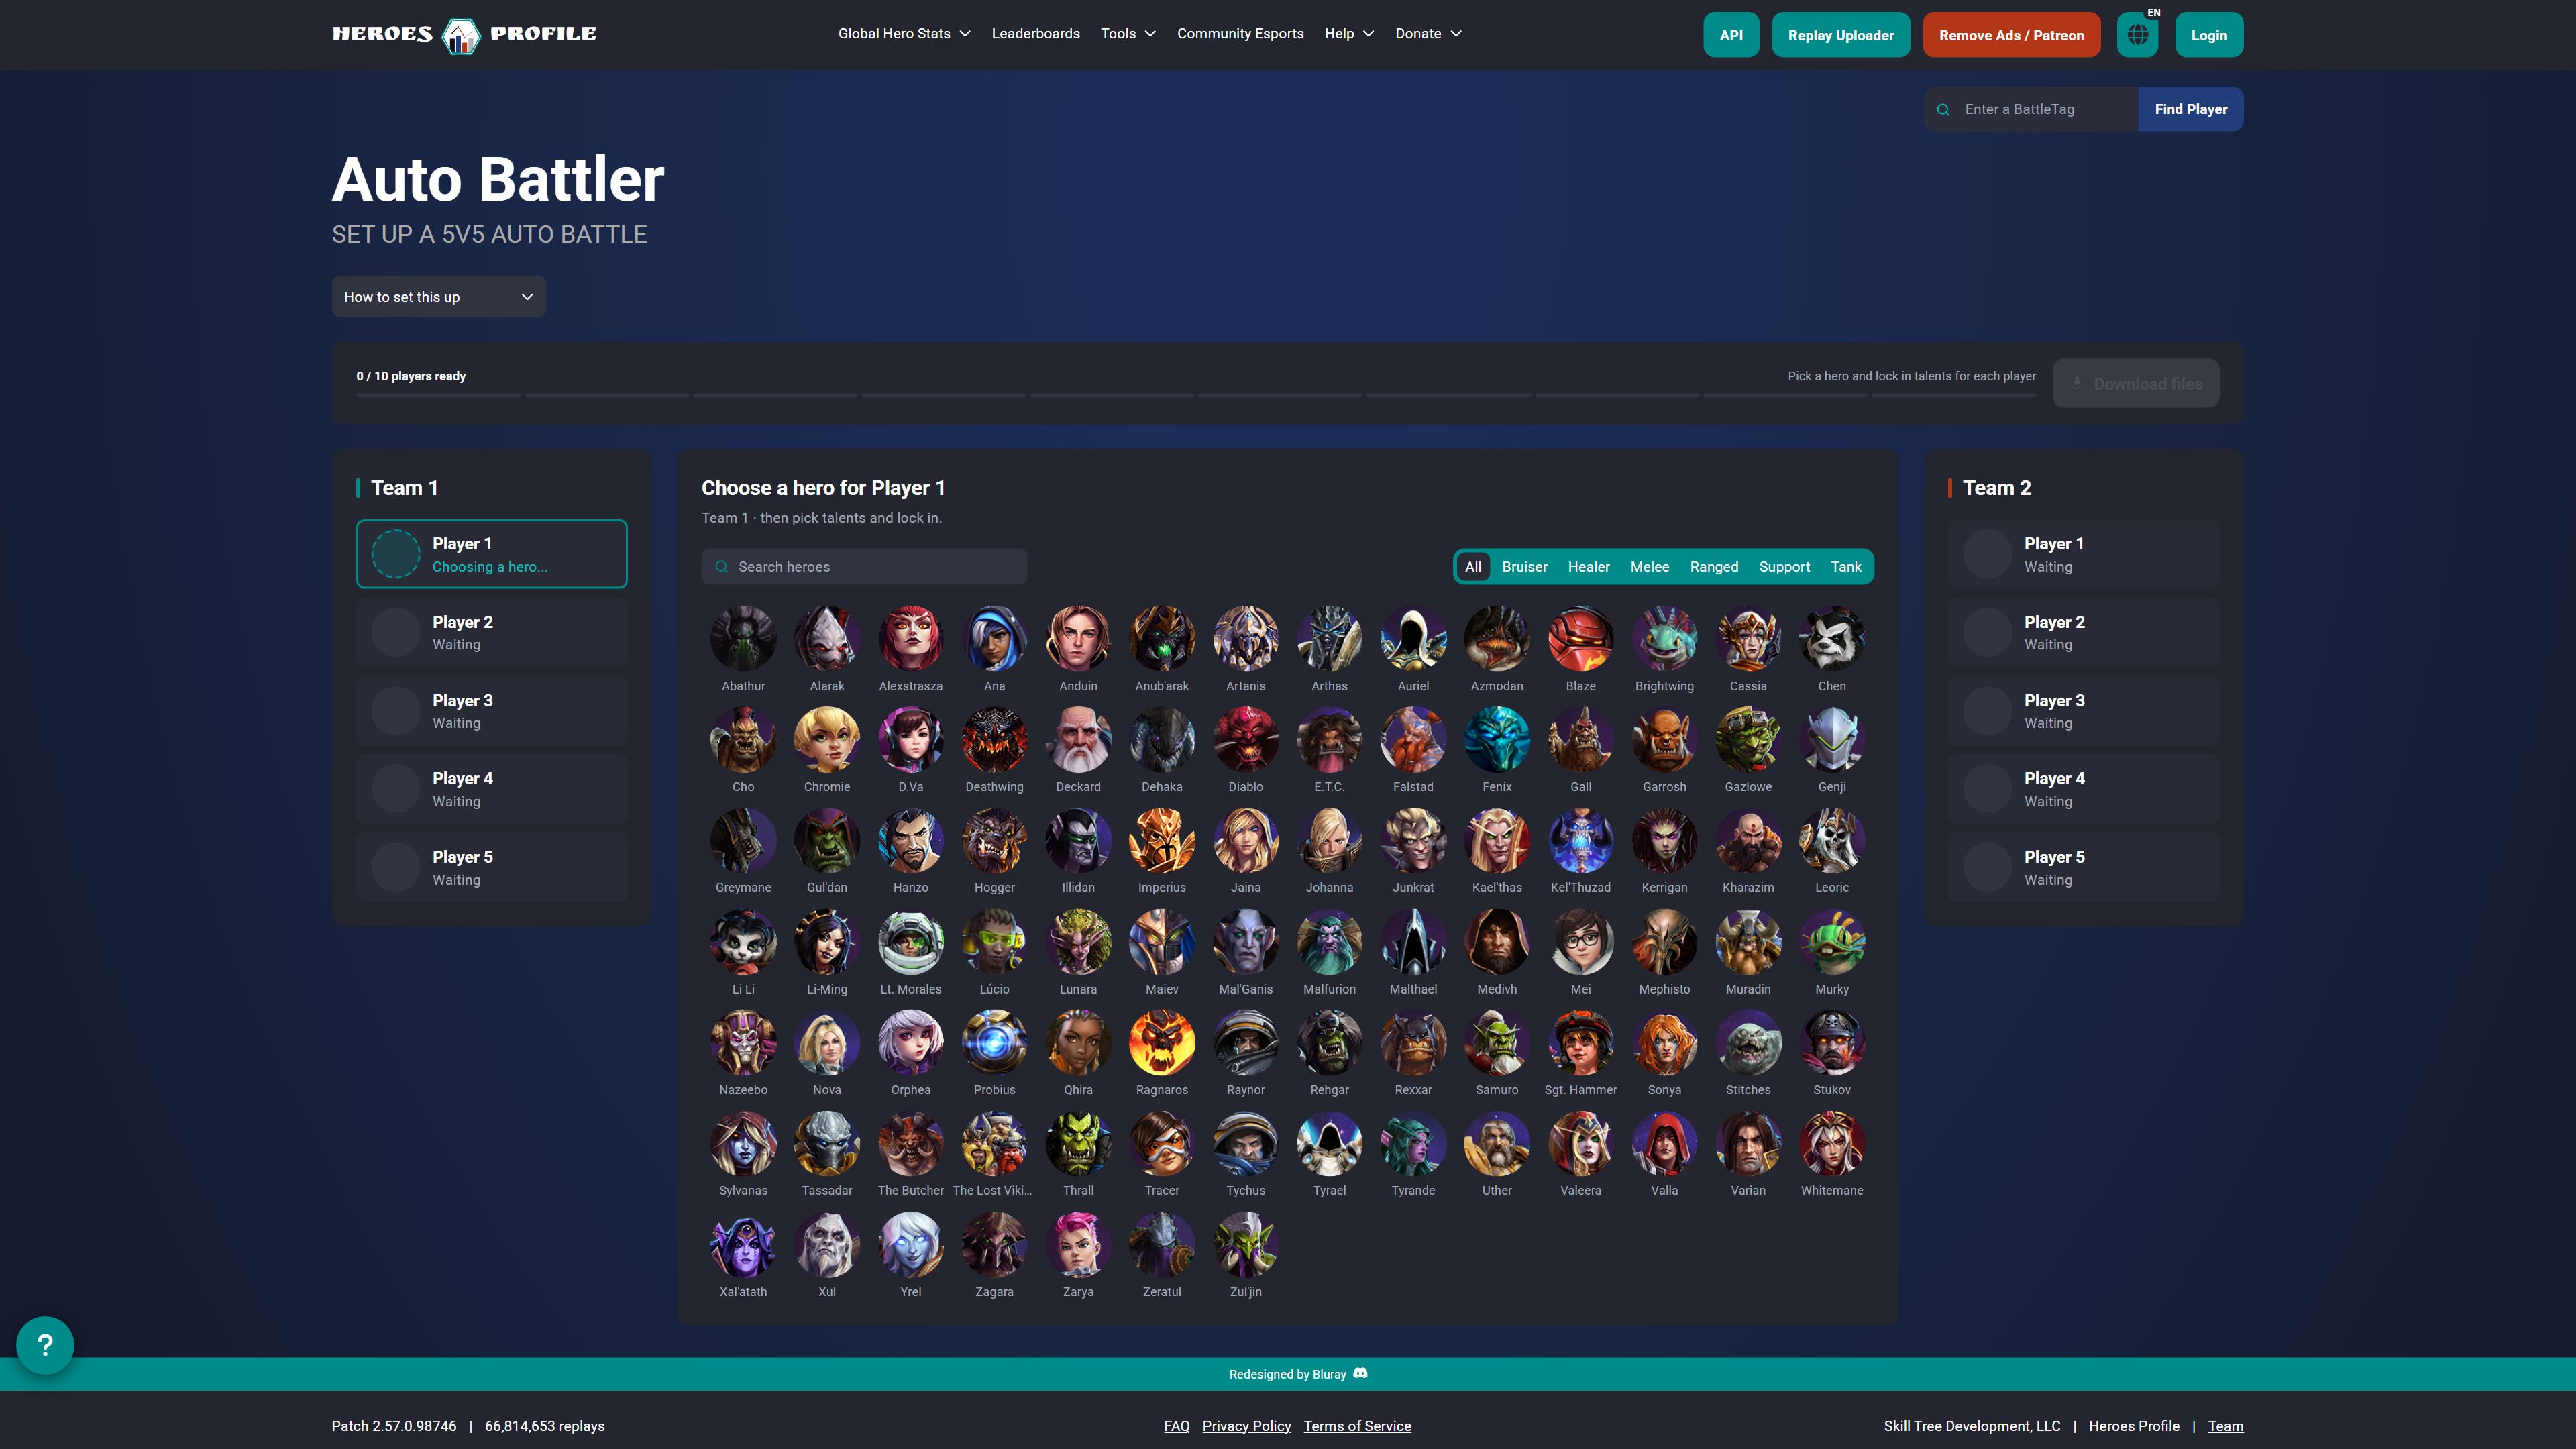 HEROES PROFILE
Global Hero Stats Leaderboards Tools Community Esports Help Donate
API Replay Uploader Remove Ads / Patreon EN Login
Enter a BattleTag Find Player
Auto Battler
SET UP A 5V5 AUTO BATTLE
How to set this up
0 / 10 players ready Pick a hero and lock in talents for each player Download files
Team 1
Player 1
Choosing a hero...
Player 2
Waiting
Player 3
Waiting
Player 4
Waiting
Player 5
Waiting
Choose a hero for Player 1
Team 1 · then pick talents and lock in.
Search heroes All Bruiser Healer Melee Ranged Support Tank
Abathur Alarak Alexstrasza Ana Anduin Anub'arak Artanis Arthas Auriel Azmodan Blaze Brightwing Cassia Chen
Cho Chromie D.Va Deathwing Deckard Dehaka Diablo E.T.C. Falstad Fenix Gall Garrosh Gazlowe Genji
Greymane Gul'dan Hanzo Hogger Illidan Imperius Jaina Johanna Junkrat Kael'thas Kel'Thuzad Kerrigan Kharazim Leoric
Li Li Li-Ming Lt. Morales Lúcio Lunara Maiev Mal'Ganis Malfurion Malthael Medivh Mei Mephisto Muradin Murky
Nazeebo Nova Orphea Probius Qhira Ragnaros Raynor Rehgar Rexxar Samuro Sgt. Hammer Sonya Stitches Stukov
Sylvanas Tassadar The Butcher The Lost Viki... Thrall Tracer Tychus Tyrael Tyrande Uther Valeera Valla Varian Whitemane
Xal'atath Xul Yrel Zagara Zarya Zeratul Zul'jin
Team 2
Player 1
Waiting
Player 2
Waiting
Player 3
Waiting
Player 4
Waiting
Player 5
Waiting
?
Redesigned by Bluray
Patch 2.57.0.98746 | 66,814,653 replays FAQ Privacy Policy Terms of Service Skill Tree Development, LLC | Heroes Profile | Team